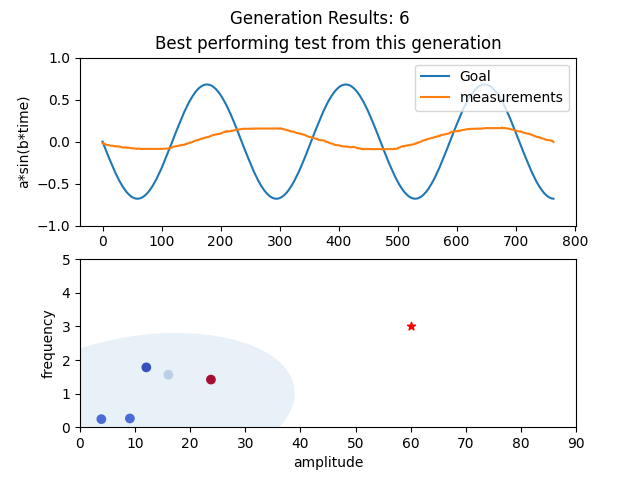 Generation Results: 6
Best performing test from this generation
1.0
0.5
0.0
−0.5
−1.0
a*sin(b*time)
Goal
measurements
0 100 200 300 400 500 600 700 800
5
4
3
2
1
0
frequency
0 10 20 30 40 50 60 70 80 90
amplitude